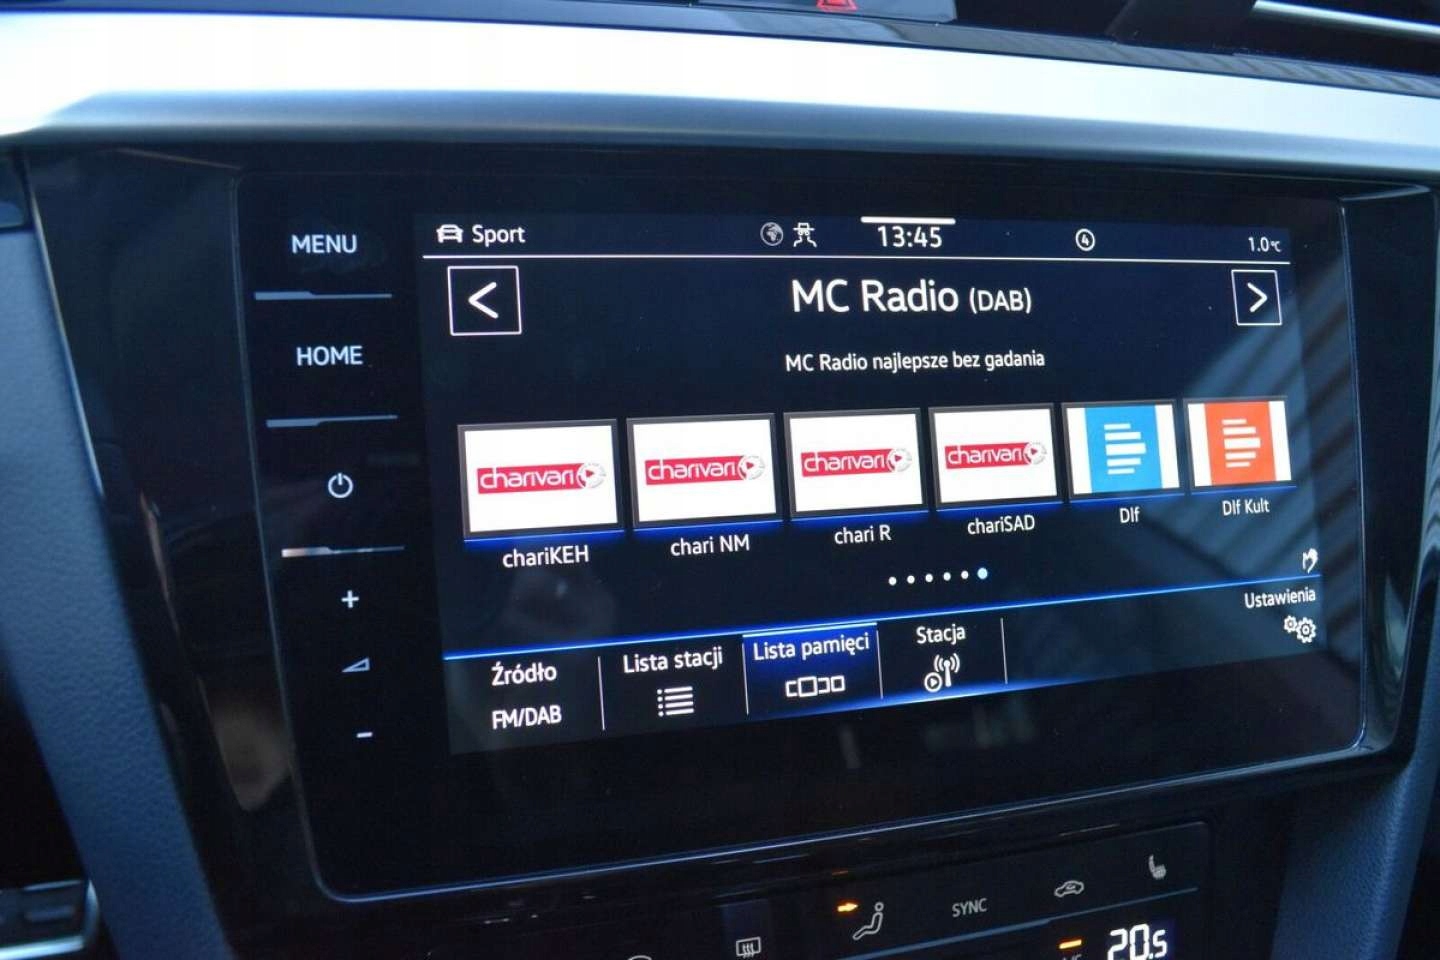 MENU
HOME
Sport
13:45
4
1.0°C
MC Radio (DAB)
MC Radio najlepsze bez gadania
charivari
charivari
charivari
charivari
chariKEH
chari NM
chari R
chariSAD
Dlf
Dlf Kult
Ustawienia
Źródło
FM/DAB
Lista stacji
Lista pamięci
Stacja
SYNC
20.5